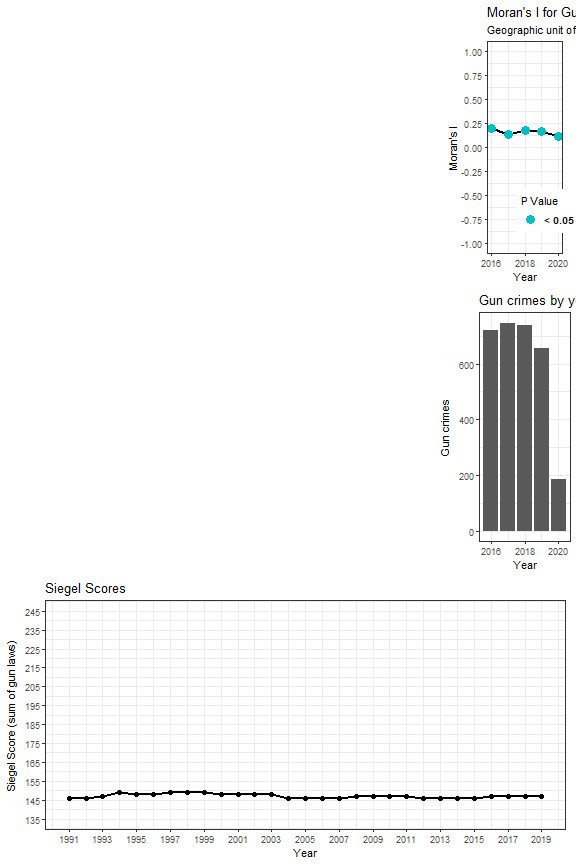 Moran's I for Gu
Geographic unit of
1.00
0.75
0.50
0.25
0.00
-0.25
-0.50
-0.75
-1.00
Moran's I
P Value
< 0.05
2016 2018 2020
Year
Gun crimes by y
600
400
200
0
Gun crimes
2016 2018 2020
Year
Siegel Scores
245
235
225
215
205
195
185
175
165
155
145
135
Siegel Score (sum of gun laws)
1991 1993 1995 1997 1999 2001 2003 2005 2007 2009 2011 2013 2015 2017 2019
Year